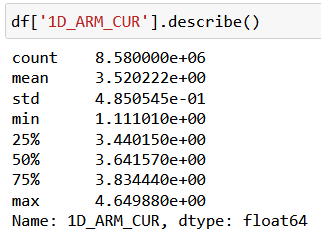 df['1D_ARM_CUR'].describe()
count    8.580000e+06
mean     3.520222e+00
std      4.850545e-01
min      1.111010e+00
25%      3.440150e+00
50%      3.641570e+00
75%      3.834440e+00
max      4.649880e+00
Name: 1D_ARM_CUR, dtype: float64